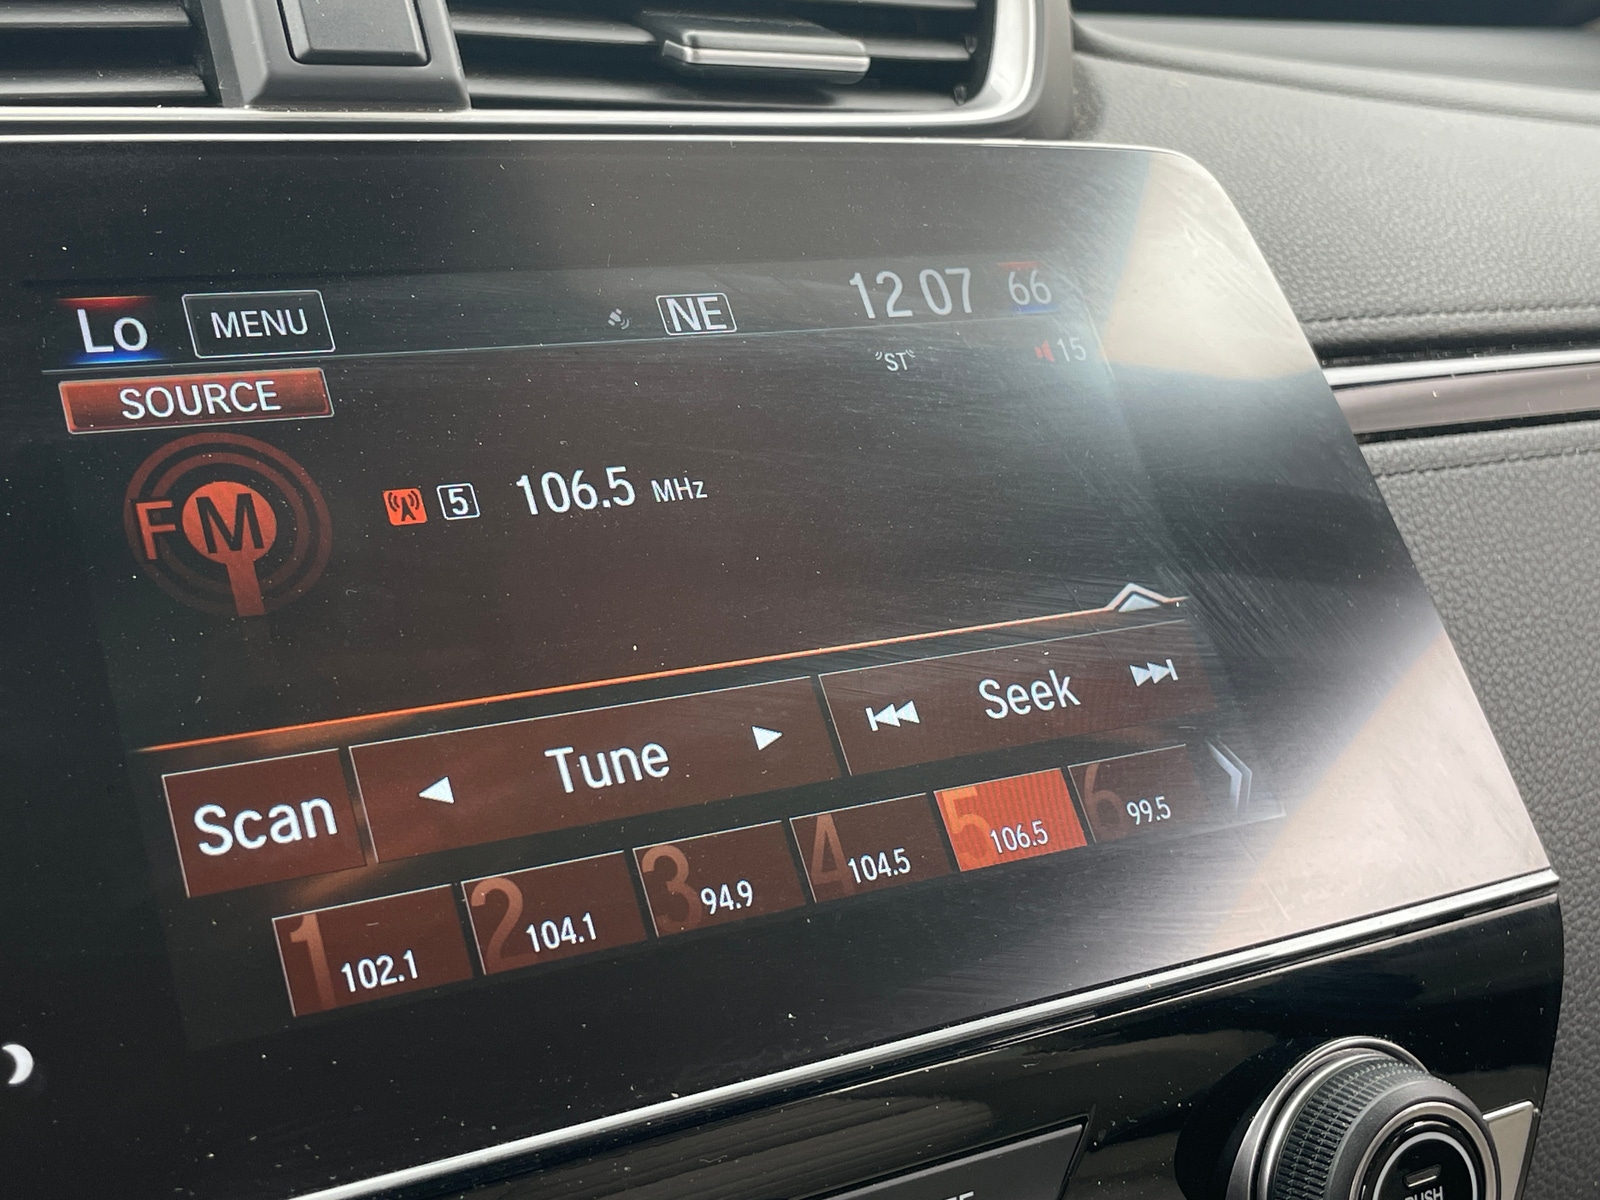 Lo MENU NE 12 07 66
SOURCE "ST" 15
FM 5 106.5 MHz
Scan Tune Seek
1 102.1 2 104.1 3 94.9 4 104.5 5 106.5 6 99.5
PUSH